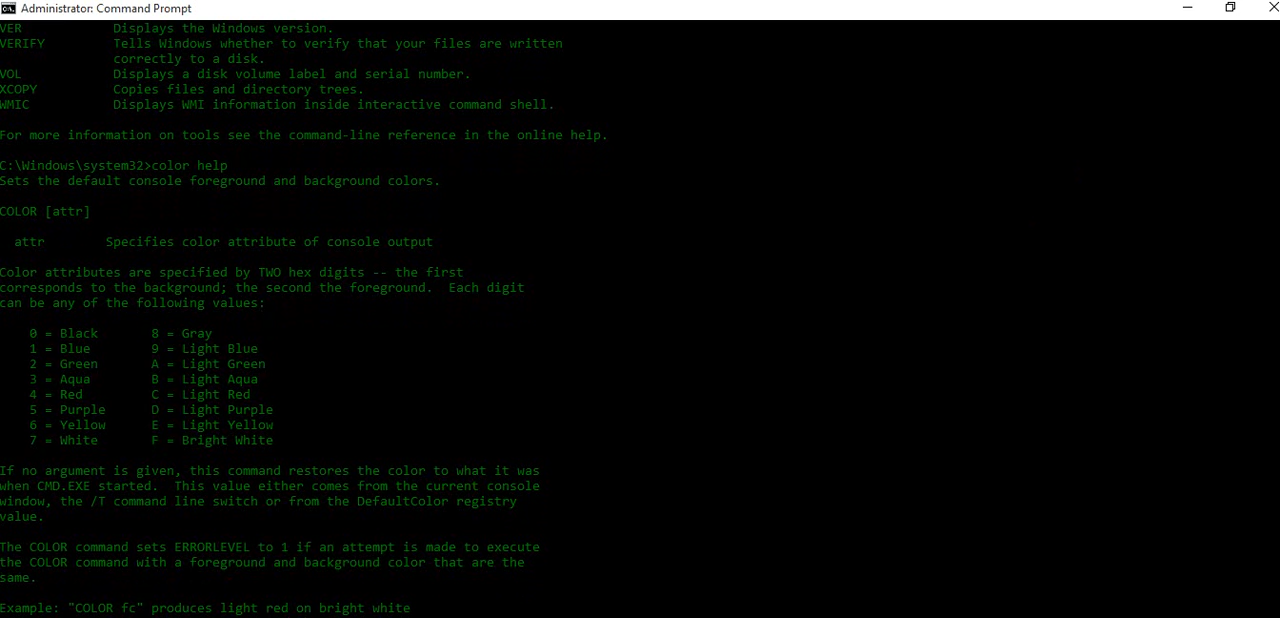 Administrator: Command Prompt
VER            Displays the Windows version.
VERIFY         Tells Windows whether to verify that your files are written
               correctly to a disk.
VOL            Displays a disk volume label and serial number.
XCOPY          Copies files and directory trees.
WMIC           Displays WMI information inside interactive command shell.
For more information on tools see the command-line reference in the online help.
C:\Windows\system32>color help
Sets the default console foreground and background colors.
COLOR [attr]
  attr        Specifies color attribute of console output
Color attributes are specified by TWO hex digits -- the first
corresponds to the background; the second the foreground.  Each digit
can be any of the following values:
    0 = Black       8 = Gray
    1 = Blue        9 = Light Blue
    2 = Green       A = Light Green
    3 = Aqua        B = Light Aqua
    4 = Red         C = Light Red
    5 = Purple      D = Light Purple
    6 = Yellow      E = Light Yellow
    7 = White       F = Bright White
If no argument is given, this command restores the color to what it was
when CMD.EXE started.  This value either comes from the current console
window, the /T command line switch or from the DefaultColor registry
value.
The COLOR command sets ERRORLEVEL to 1 if an attempt is made to execute
the COLOR command with a foreground and background color that are the
same.
Example: "COLOR fc" produces light red on bright white